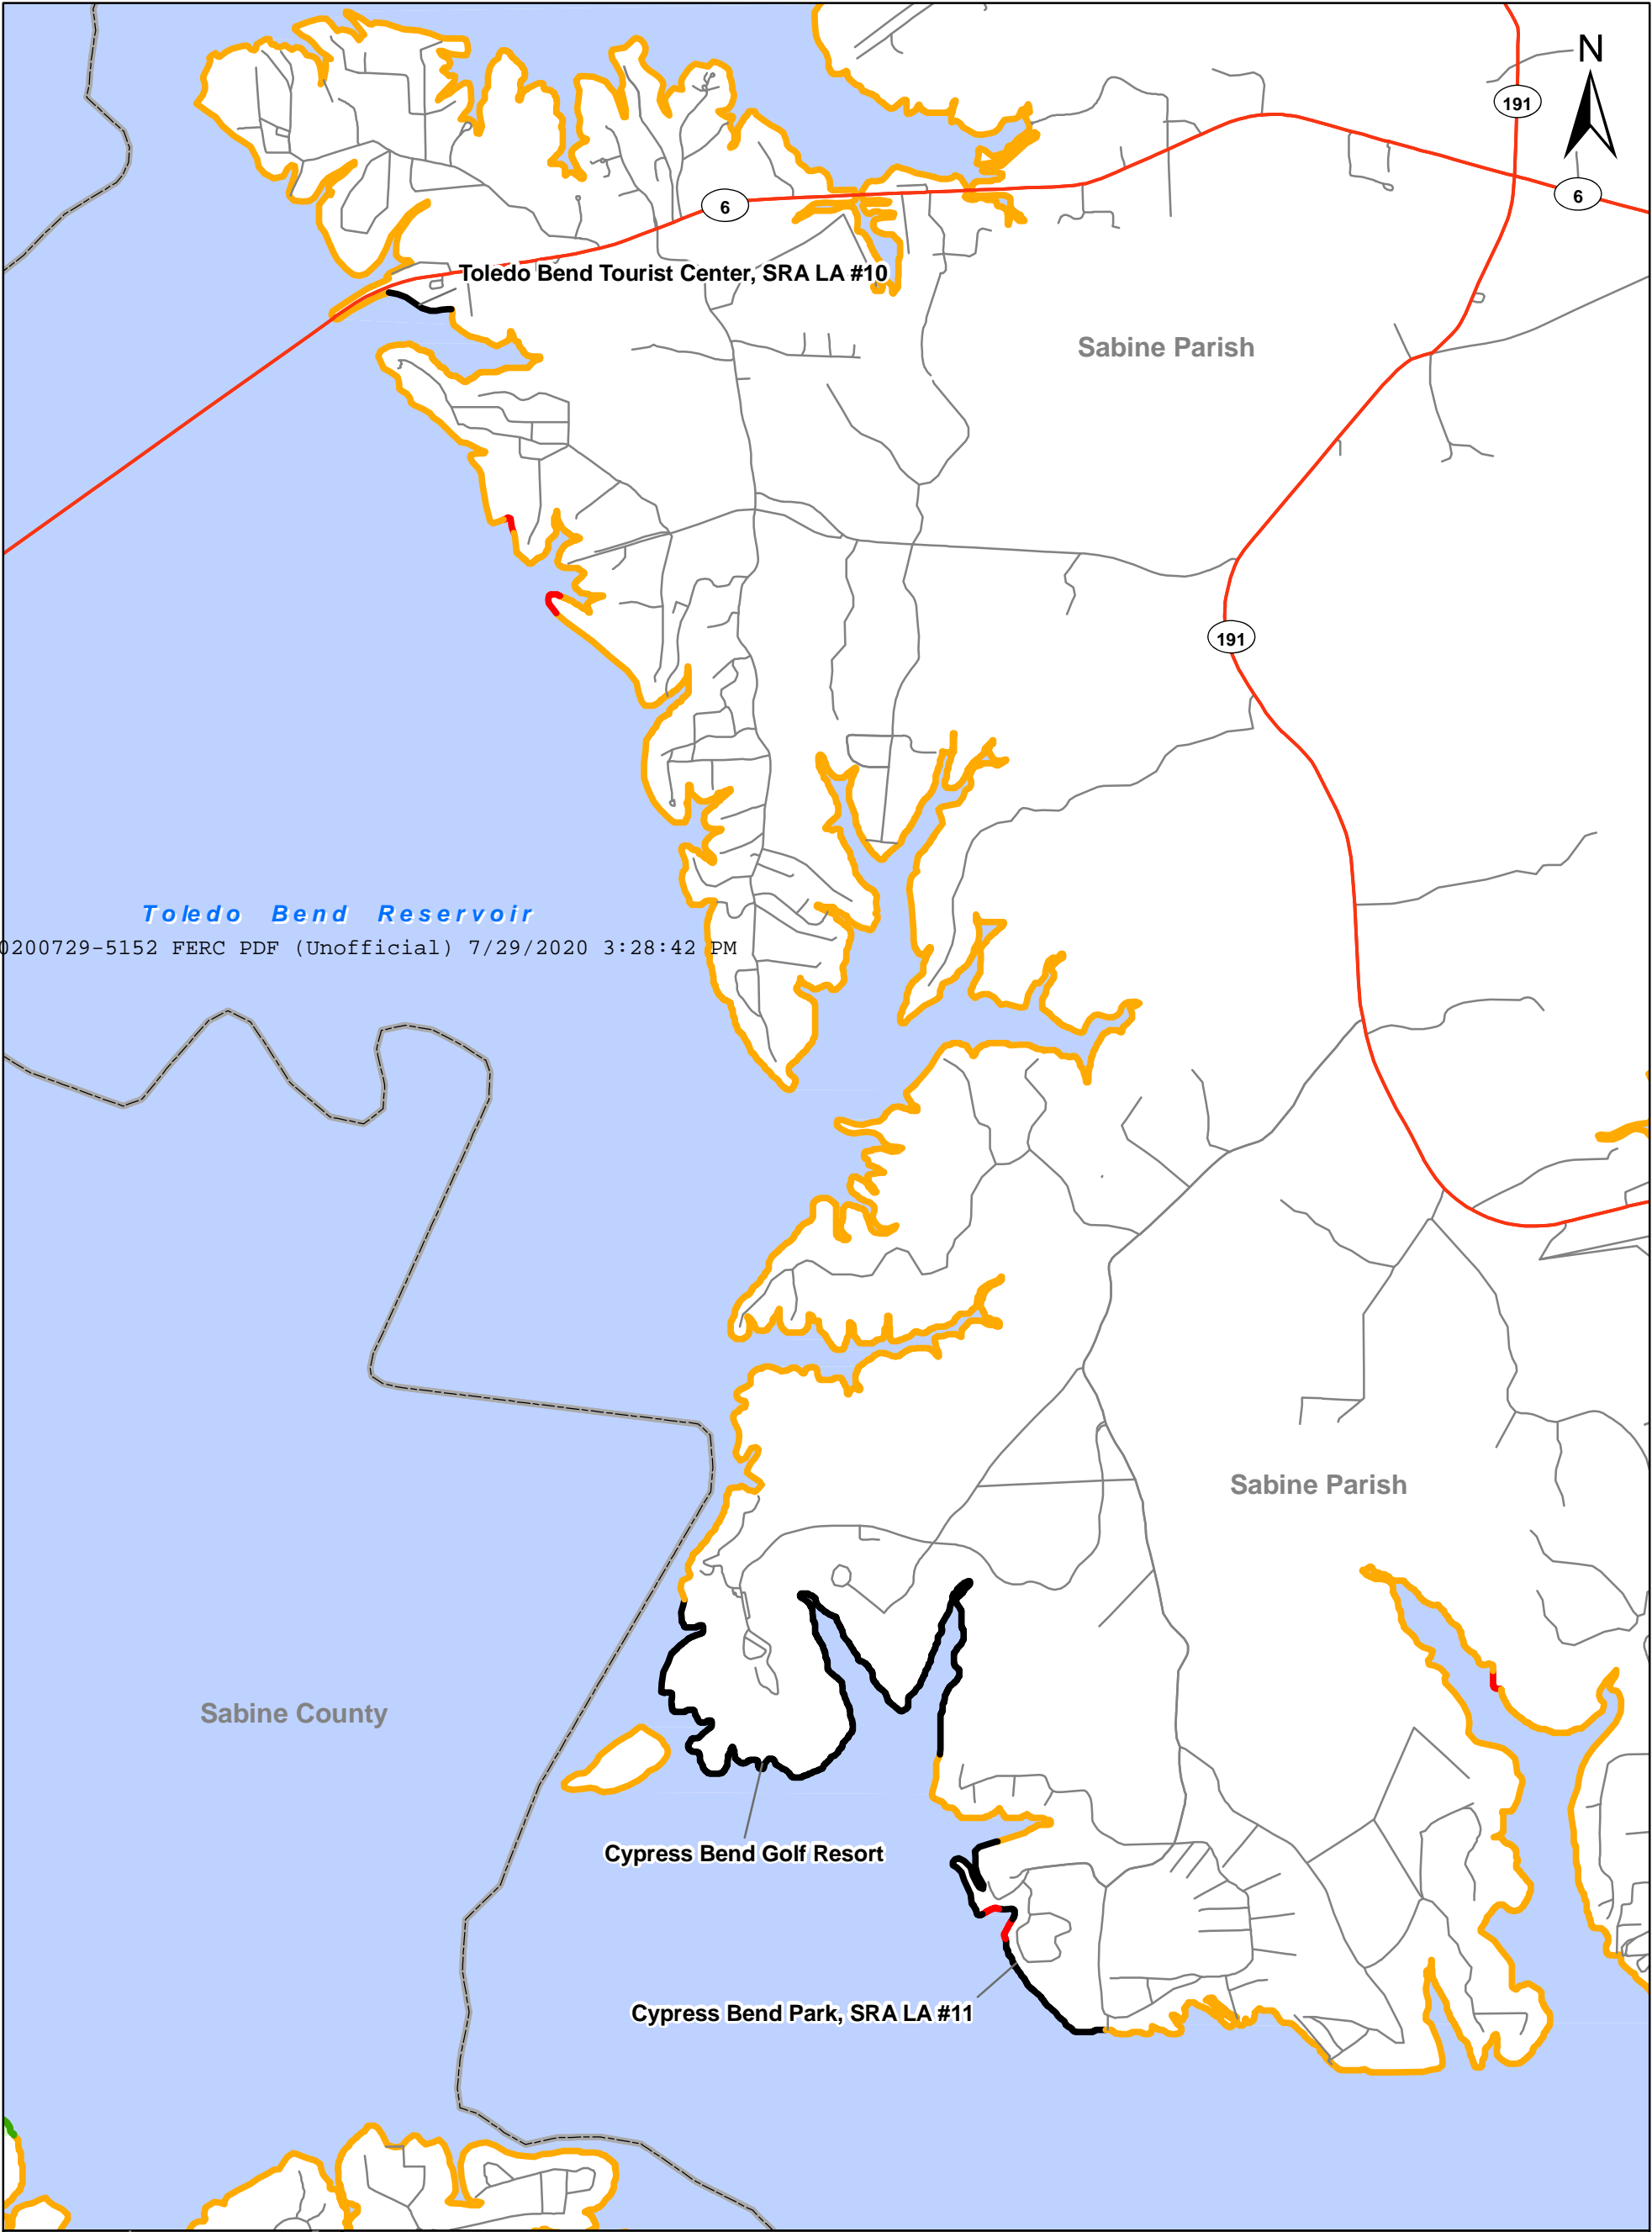 N
191
6
6
Toledo Bend Tourist Center, SRA LA #10
Sabine Parish
191
Toledo Bend Reservoir
0200729-5152 FERC PDF (Unofficial) 7/29/2020 3:28:42 PM
Sabine Parish
Sabine County
Cypress Bend Golf Resort
Cypress Bend Park, SRA LA #11